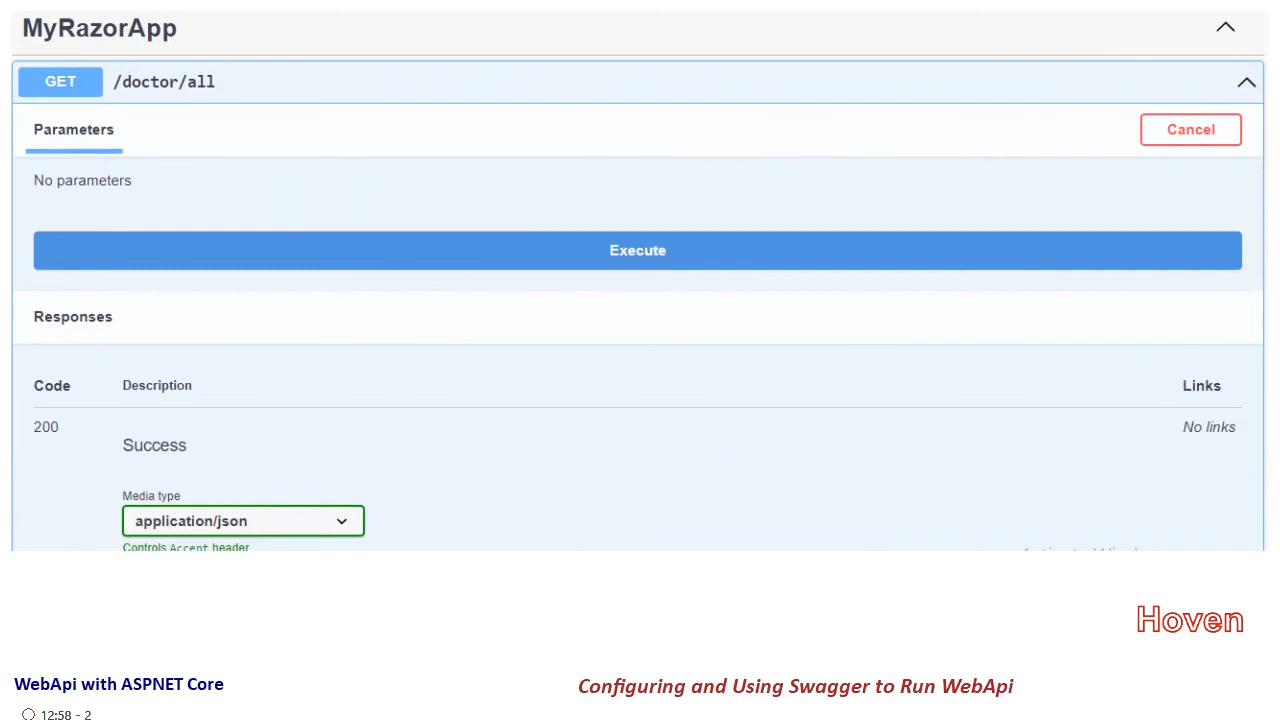 MyRazorApp
GET /doctor/all
Parameters
Cancel
No parameters
Execute
Responses
Code Description Links
200 No links
Success
Media type
application/json
Controls Accept header
Hoven
WebApi with ASPNET Core
Configuring and Using Swagger to Run WebApi
12:58 - 2